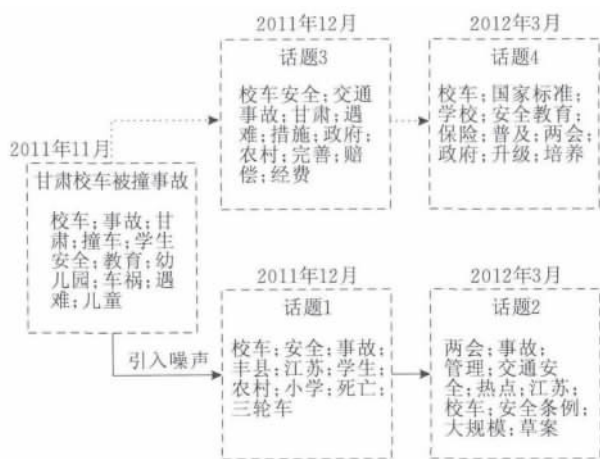 2011年12月
话题3
校车安全;交通
事故;甘肃;遇
难;措施;政府;
农村;完善;赔
偿;经费
2012年3月
话题4
校车;国家标准;
学校;安全教育;
保险;普及;两会;
政府;升级;培养
2011年11月
甘肃校车被撞事故
校车;事故;甘
肃;撞车;学生
安全;教育;幼
儿园;车祸;遇
难;儿童
引入噪声
2011年12月
话题1
校车;安全;事故;
丰县;江苏;学生;
农村;小学;死亡;
三轮车
2012年3月
话题2
两会;事故;
管理;交通安
全;热点;江苏;
校车;安全条例;
大规模;草案